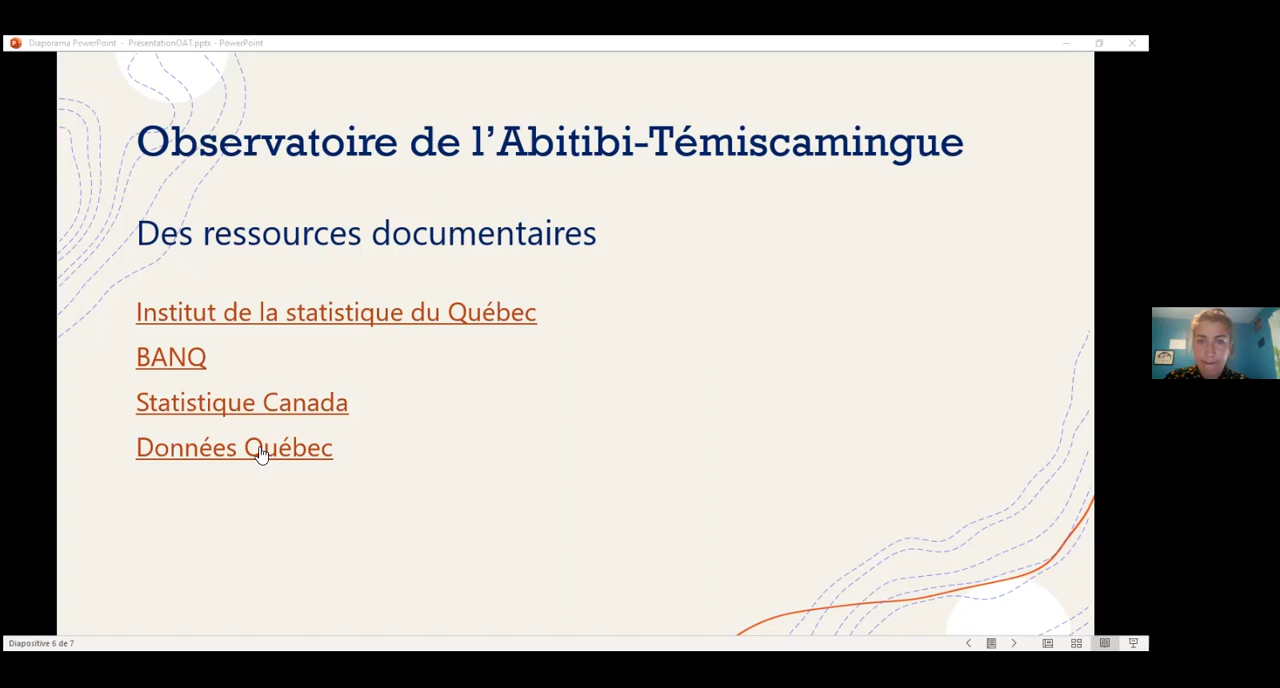 Diaporama PowerPoint - PrésentationOAT.pptx - PowerPoint
Observatoire de l'Abitibi-Témiscamingue
Des ressources documentaires
Institut de la statistique du Québec
BANQ
Statistique Canada
Données Québec
Diapositive 6 de 7